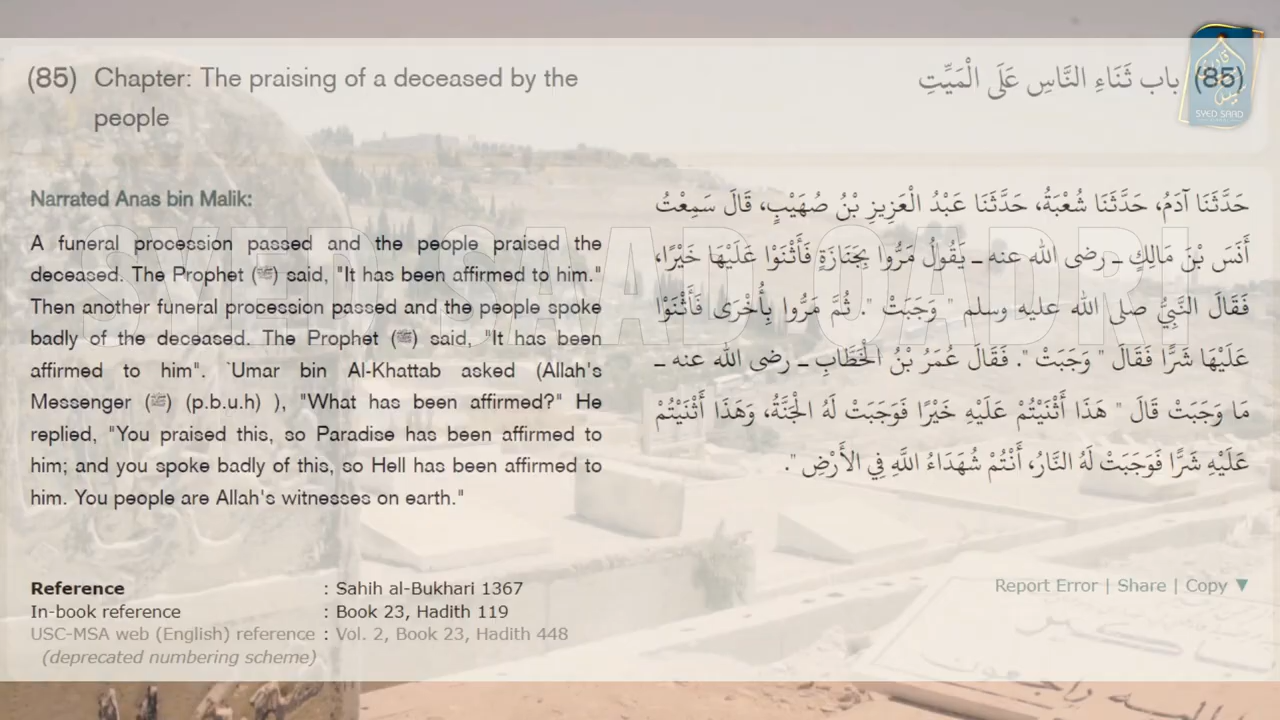 (85) Chapter: The praising of a deceased by the
people
باب ثَنَاءِ النَّاسِ عَلَى الْمَيِّتِ (85)
SYED SAAD
Narrated Anas bin Malik:
A funeral procession passed and the people praised the
deceased. The Prophet (ﷺ) said, "It has been affirmed to him."
Then another funeral procession passed and the people spoke
badly of the deceased. The Prophet (ﷺ) said, "It has been
affirmed to him". `Umar bin Al-Khattab asked (Allah's
Messenger (ﷺ) (p.b.u.h) ), "What has been affirmed?" He
replied, "You praised this, so Paradise has been affirmed to
him; and you spoke badly of this, so Hell has been affirmed to
him. You people are Allah's witnesses on earth."
حَدَّثَنَا آدَمُ، حَدَّثَنَا شُعْبَةُ، حَدَّثَنَا عَبْدُ الْعَزِيزِ بْنُ صُهَيْبٍ، قَالَ سَمِعْتُ
أَنَسَ بْنَ مَالِكٍ ـ رضى الله عنه ـ يَقُولُ مَرُّوا بِجَنَازَةٍ فَأَثْنَوْا عَلَيْهَا خَيْرًا،
فَقَالَ النَّبِيُّ صلى الله عليه وسلم " وَجَبَتْ ". ثُمَّ مَرُّوا بِأُخْرَى فَأَثْنَوْا
عَلَيْهَا شَرًّا فَقَالَ " وَجَبَتْ ". فَقَالَ عُمَرُ بْنُ الْخَطَّابِ ـ رضى الله عنه ـ
مَا وَجَبَتْ قَالَ " هَذَا أَثْنَيْتُمْ عَلَيْهِ خَيْرًا فَوَجَبَتْ لَهُ الْجَنَّةُ، وَهَذَا أَثْنَيْتُمْ
عَلَيْهِ شَرًّا فَوَجَبَتْ لَهُ النَّارُ، أَنْتُمْ شُهَدَاءُ اللَّهِ فِي الأَرْضِ ".
SYED SAAD QADRI
Reference : Sahih al-Bukhari 1367
In-book reference : Book 23, Hadith 119
USC-MSA web (English) reference : Vol. 2, Book 23, Hadith 448
(deprecated numbering scheme)
Report Error | Share | Copy ▼